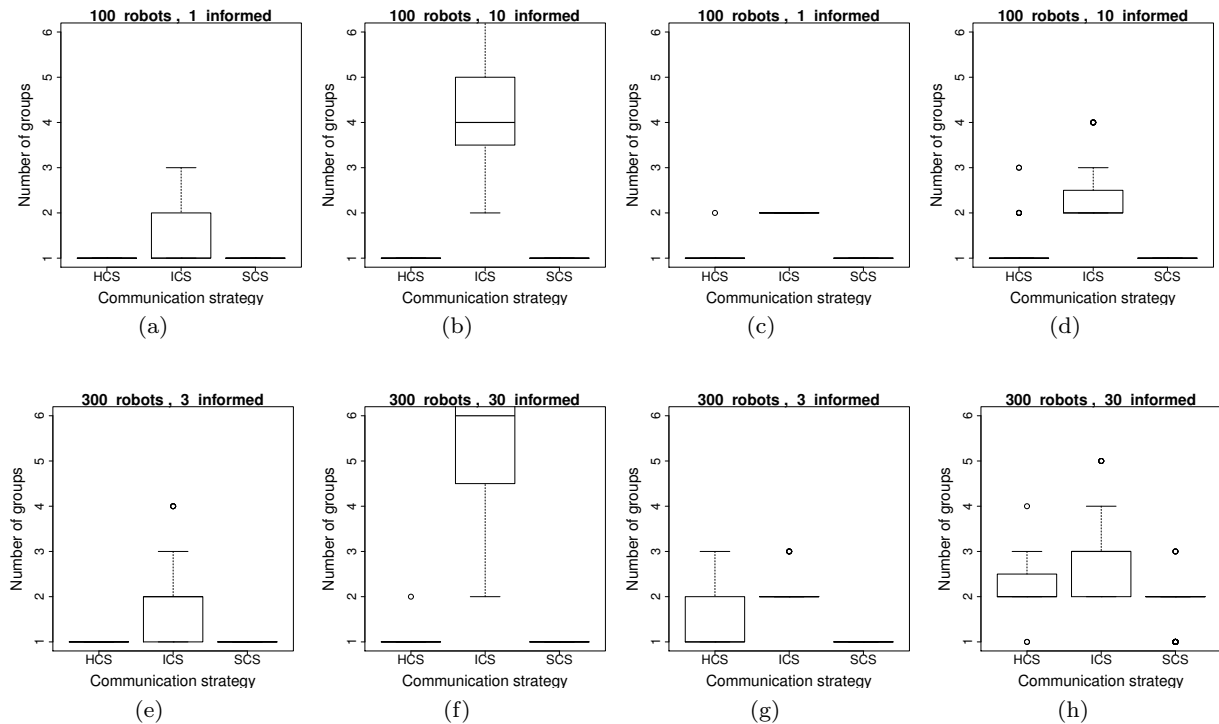 100 robots , 1 informed
Number of groups
1 2 3 4 5 6
HCS ICS SCS
Communication strategy
(a)
100 robots , 10 informed
Number of groups
1 2 3 4 5 6
HCS ICS SCS
Communication strategy
(b)
100 robots , 1 informed
Number of groups
1 2 3 4 5 6
HCS ICS SCS
Communication strategy
(c)
100 robots , 10 informed
Number of groups
1 2 3 4 5 6
HCS ICS SCS
Communication strategy
(d)
300 robots , 3 informed
Number of groups
1 2 3 4 5 6
HCS ICS SCS
Communication strategy
(e)
300 robots , 30 informed
Number of groups
1 2 3 4 5 6
HCS ICS SCS
Communication strategy
(f)
300 robots , 3 informed
Number of groups
1 2 3 4 5 6
HCS ICS SCS
Communication strategy
(g)
300 robots , 30 informed
Number of groups
1 2 3 4 5 6
HCS ICS SCS
Communication strategy
(h)